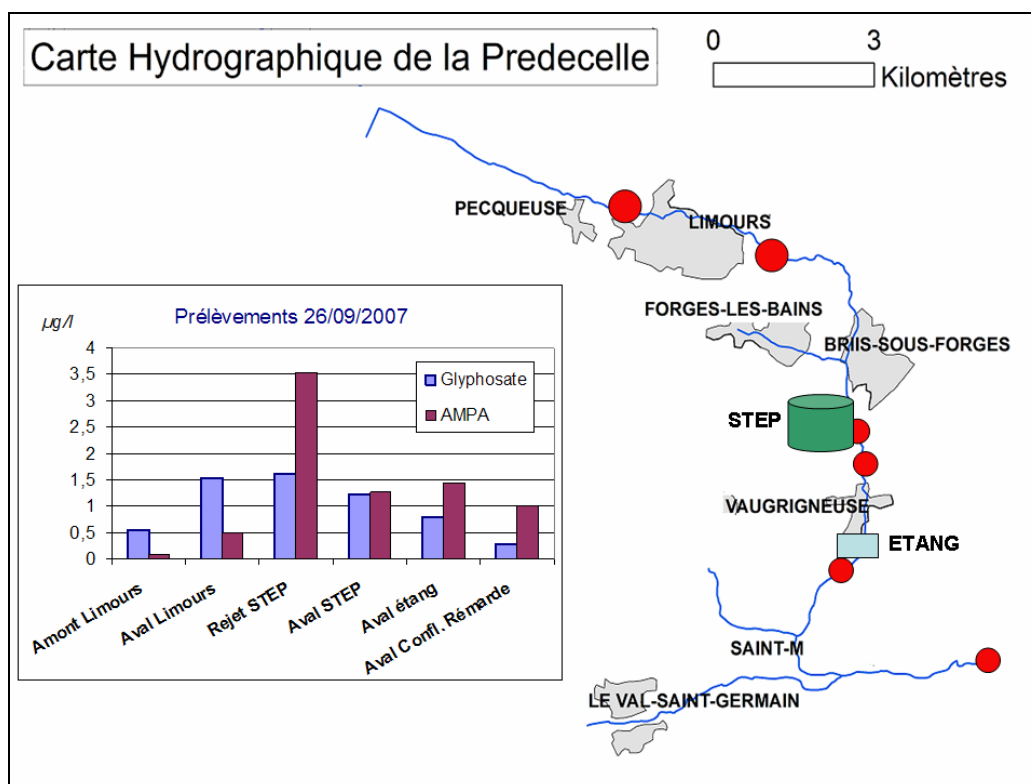 Carte Hydrographique de la Predecelle
0 3
Kilomètres
PECQUEUSE
LIMOURS
FORGES-LES-BAINS
BRIIS-SOUS-FORGES
STEP
VAUGRIGNEUSE
ETANG
SAINT-M
LE VAL-SAINT-GERMAIN
Prélèvements 26/09/2007
µg/l
4
3,5
3
2,5
2
1,5
1
0,5
0
Glyphosate
AMPA
Amont Limours
Aval Limours
Rejet STEP
Aval STEP
Aval étang
Aval Confl. Rémarde